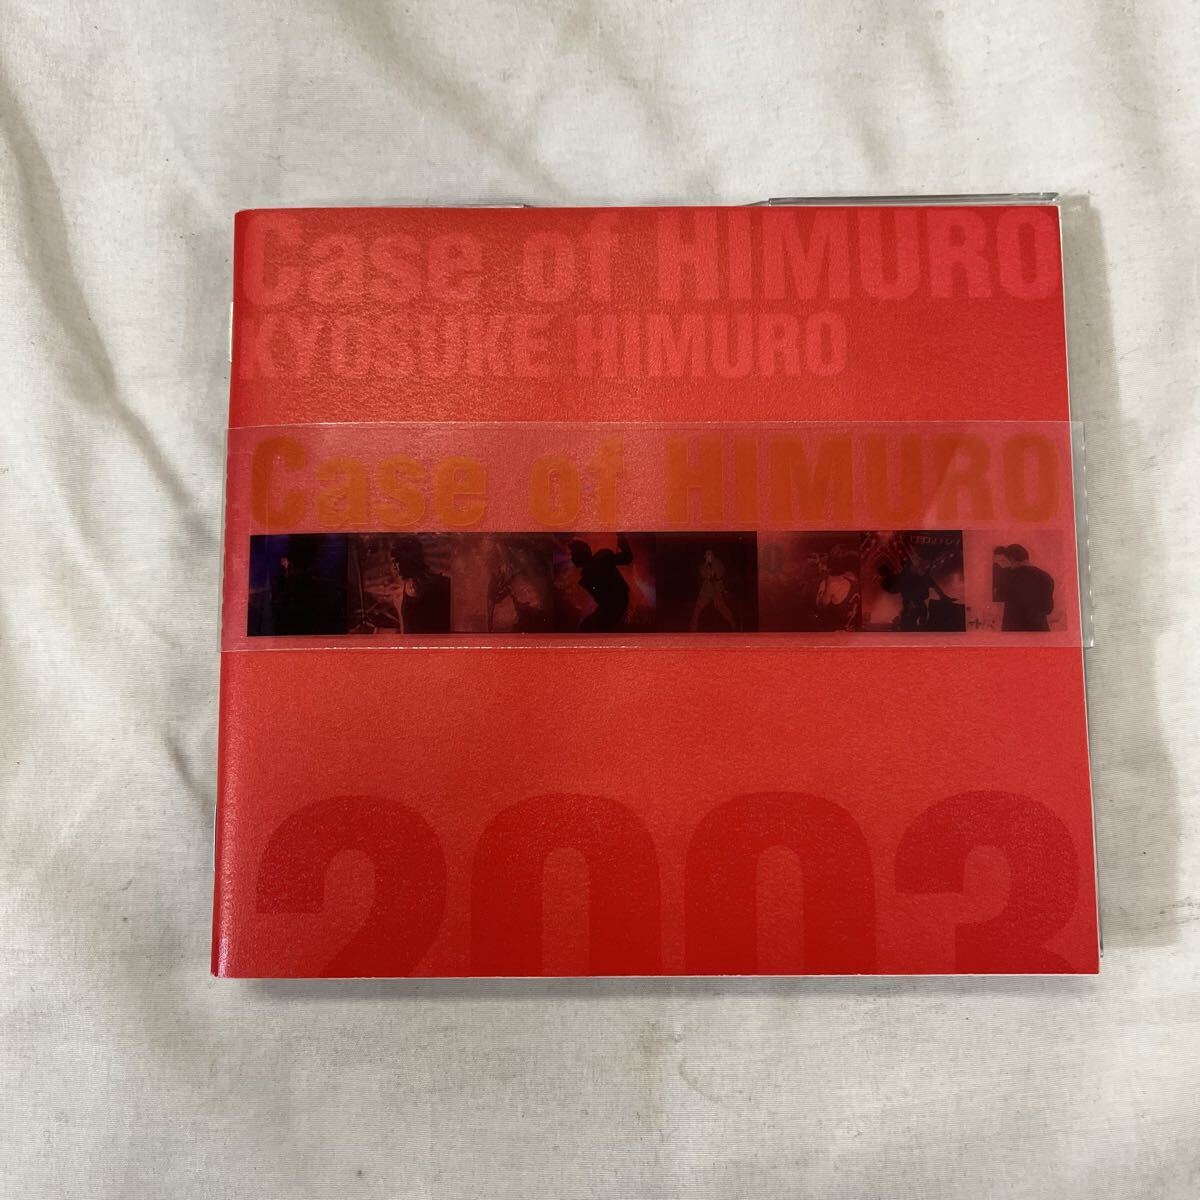 Case of HIMURO
KYOSUKE HIMURO
Case of HIMURO
2003